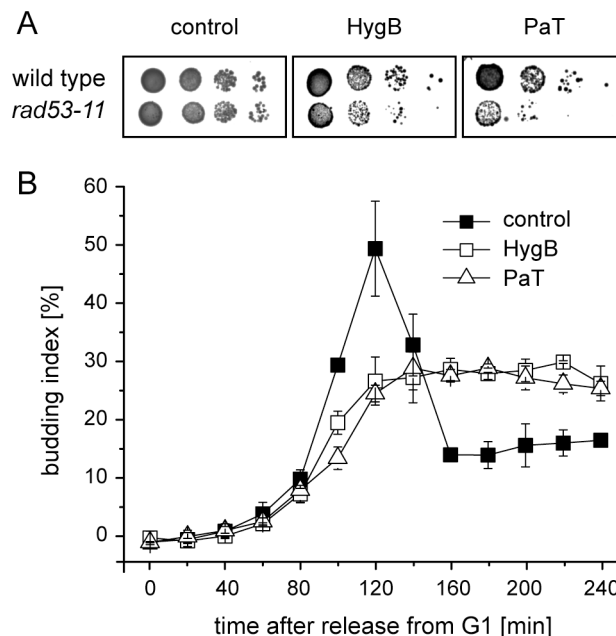 A
control HygB PaT
wild type
rad53-11
B
60
50
40
30
20
10
0
budding index [%]
control
HygB
PaT
0 40 80 120 160 200 240
time after release from G1 [min]